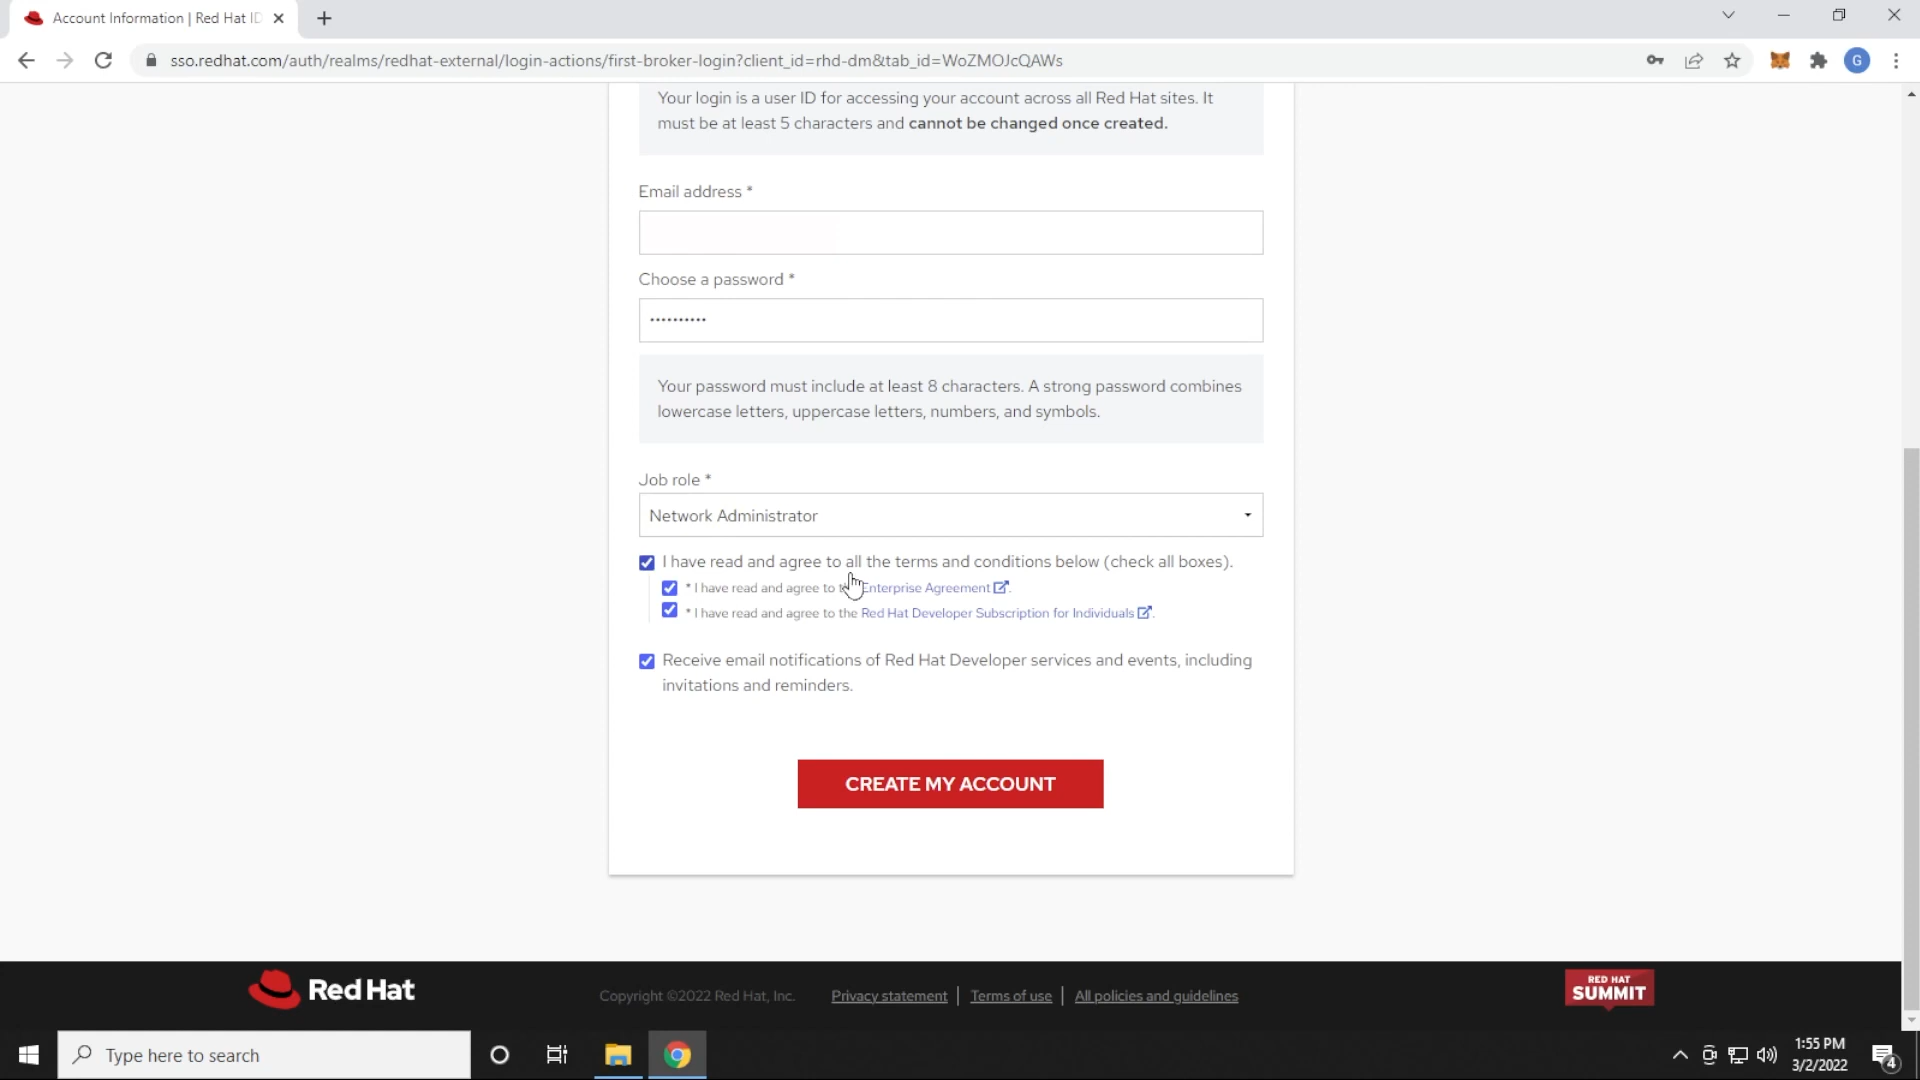 Account Information | Red Hat ID
sso.redhat.com/auth/realms/redhat-external/login-actions/first-broker-login?client_id=rhd-dm&tab_id=WoZMOJcQAWs
G
Your login is a user ID for accessing your account across all Red Hat sites. It
must be at least 5 characters and cannot be changed once created.
Email address *
Choose a password *
••••••••••
Your password must include at least 8 characters. A strong password combines
lowercase letters, uppercase letters, numbers, and symbols.
Job role *
Network Administrator
I have read and agree to all the terms and conditions below (check all boxes).
* I have read and agree to the Enterprise Agreement.
* I have read and agree to the Red Hat Developer Subscription for Individuals.
Receive email notifications of Red Hat Developer services and events, including
invitations and reminders.
CREATE MY ACCOUNT
Red Hat
Copyright ©2022 Red Hat, Inc.
Privacy statement | Terms of use | All policies and guidelines
RED HAT
SUMMIT
Type here to search
1:55 PM
3/2/2022
4